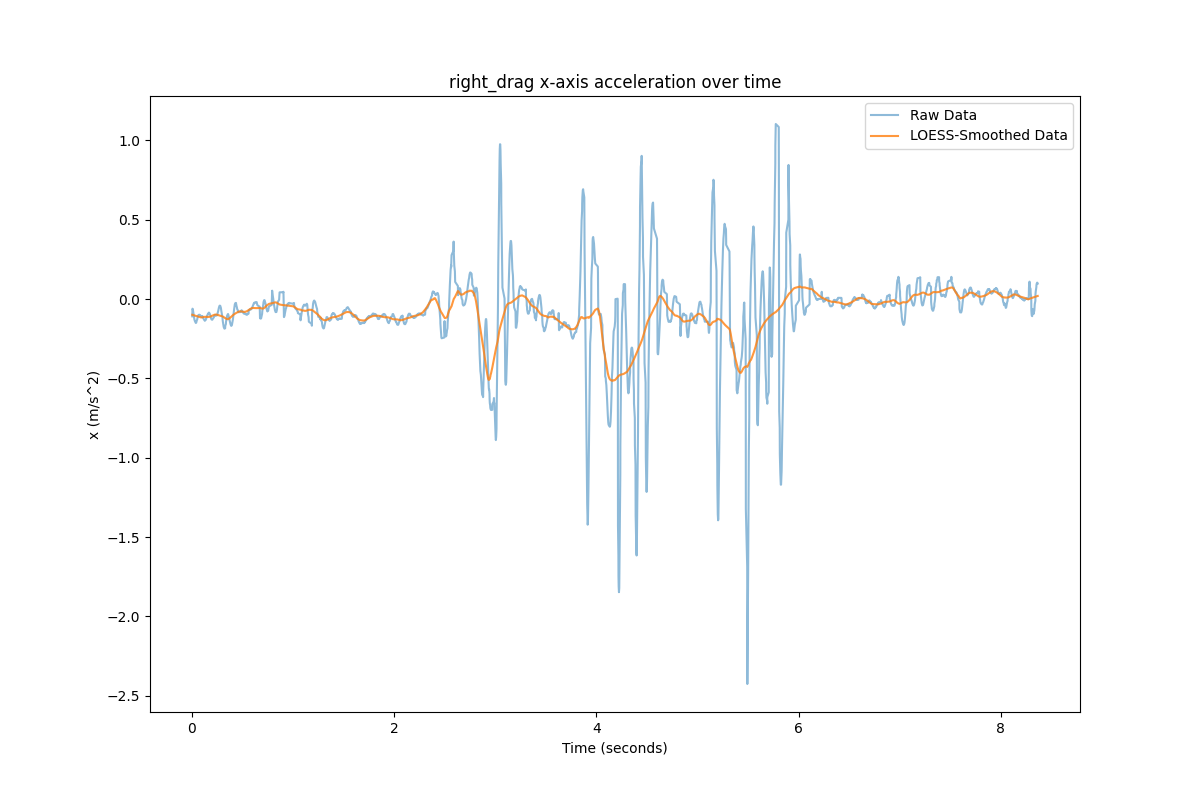 right_drag x-axis acceleration over time
Raw Data
LOESS-Smoothed Data
1.0
0.5
0.0
−0.5
−1.0
−1.5
−2.0
−2.5
x (m/s^2)
0 2 4 6 8
Time (seconds)